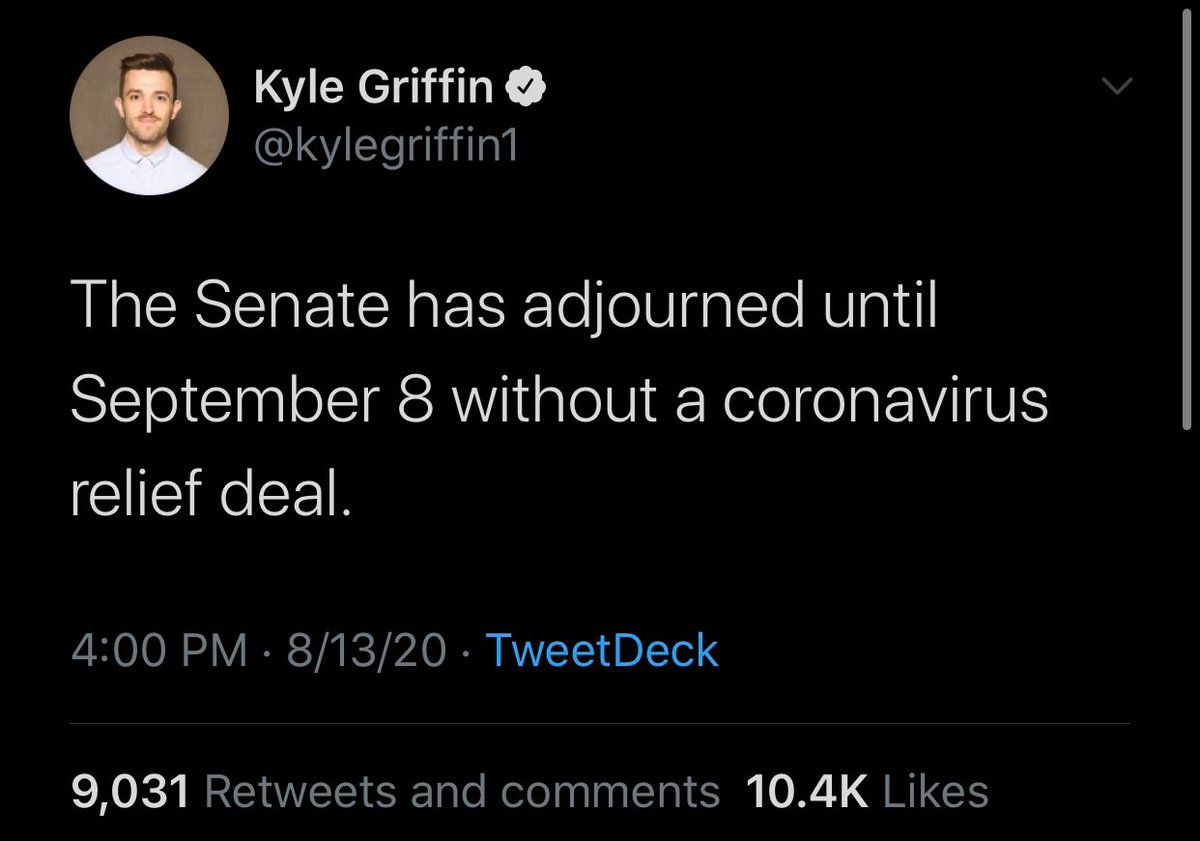 Kyle Griffin
@kylegriffin1
The Senate has adjourned until
September 8 without a coronavirus
relief deal.
4:00 PM · 8/13/20 · TweetDeck
9,031 Retweets and comments 10.4K Likes